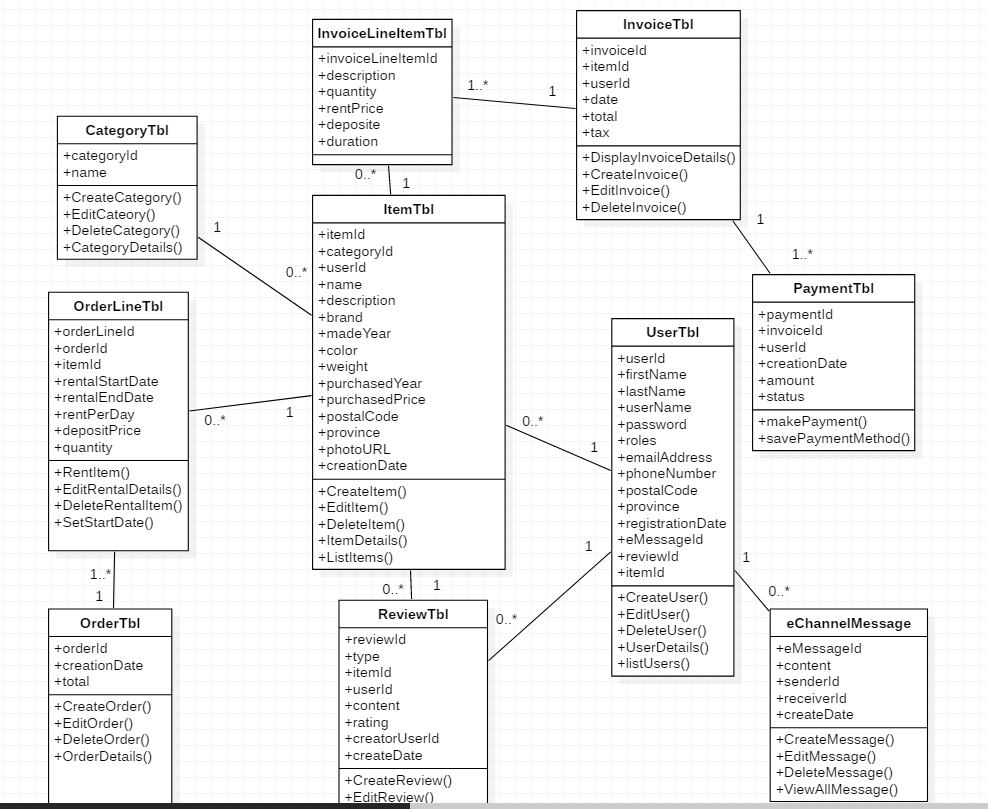 InvoiceLineItemTbl
+invoiceLineItemId
+description
+quantity
+rentPrice
+deposite
+duration
InvoiceTbl
+invoiceId
+itemId
+userId
+date
+total
+tax
+DisplayInvoiceDetails()
+CreateInvoice()
+EditInvoice()
+DeleteInvoice()
1..*
1
CategoryTbl
+categoryId
+name
+CreateCategory()
+EditCateory()
+DeleteCategory()
+CategoryDetails()
0..*
1
1
0..*
ItemTbl
+itemId
+categoryId
+userId
+name
+description
+brand
+madeYear
+color
+weight
+purchasedYear
+purchasedPrice
+postalCode
+province
+photoURL
+creationDate
+CreateItem()
+EditItem()
+DeleteItem()
+ItemDetails()
+ListItems()
1
1..*
PaymentTbl
+paymentId
+invoiceId
+userId
+creationDate
+amount
+status
+makePayment()
+savePaymentMethod()
OrderLineTbl
+orderLineId
+orderId
+itemId
+rentalStartDate
+rentalEndDate
+rentPerDay
+depositPrice
+quantity
+RentItem()
+EditRentalDetails()
+DeleteRentalItem()
+SetStartDate()
0..*
1
UserTbl
+userId
+firstName
+lastName
+userName
+password
+roles
+emailAddress
+phoneNumber
+postalCode
+province
+registrationDate
+eMessageId
+reviewId
+itemId
+CreateUser()
+EditUser()
+DeleteUser()
+UserDetails()
+listUsers()
0..*
1
1..*
1
OrderTbl
+orderId
+creationDate
+total
+CreateOrder()
+EditOrder()
+DeleteOrder()
+OrderDetails()
0..*
1
ReviewTbl
+reviewId
+type
+itemId
+userId
+content
+rating
+creatorUserId
+createDate
+CreateReview()
+EditReview()
1
0..*
1
0..*
eChannelMessage
+eMessageId
+content
+senderId
+receiverId
+createDate
+CreateMessage()
+EditMessage()
+DeleteMessage()
+ViewAllMessage()